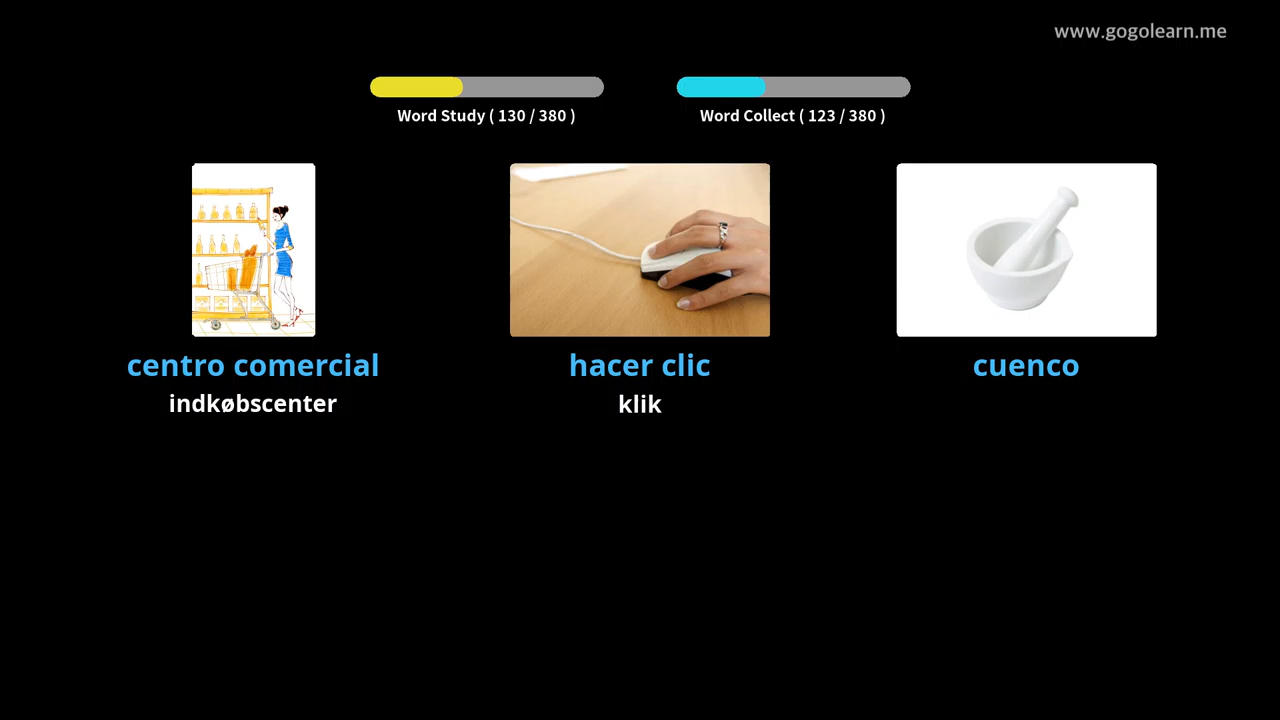 www.gogolearn.me
Word Study ( 130 / 380 )
Word Collect ( 123 / 380 )
centro comercial
hacer clic
cuenco
indkøbscenter
klik